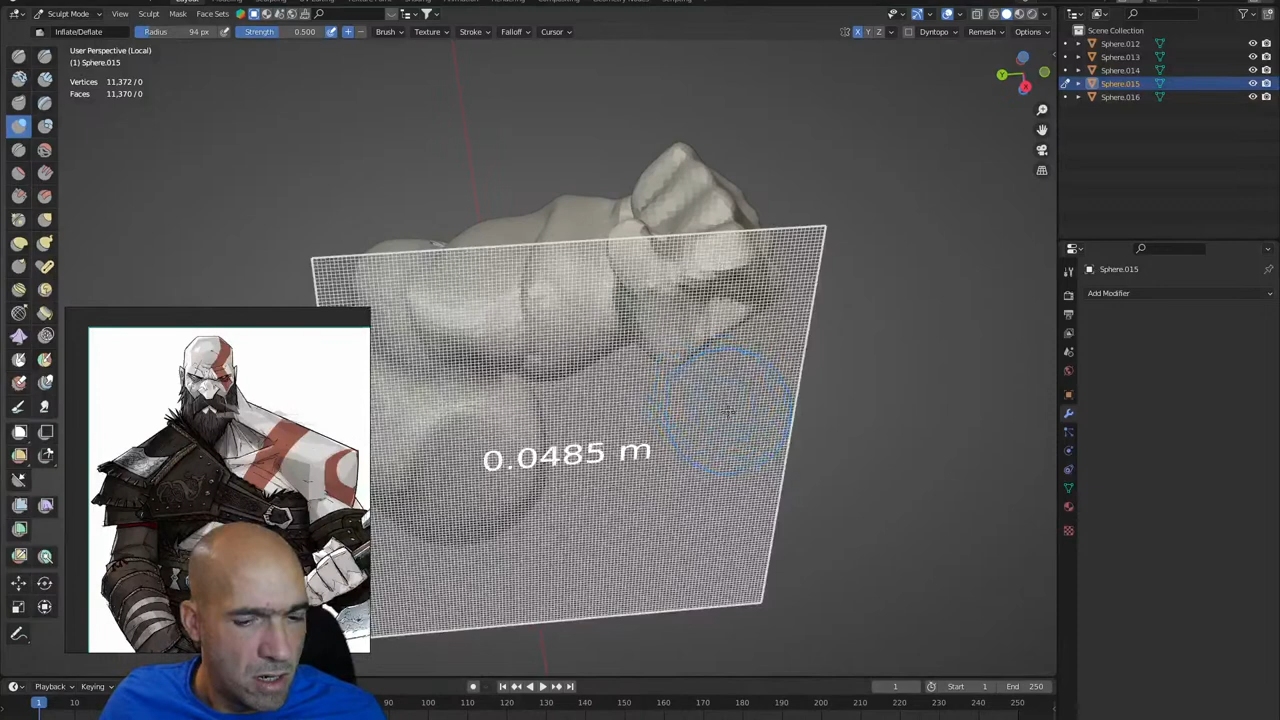 Sculpt Mode View Sculpt Mask Face Sets
Inflate/Deflate Radius 94 px Strength 0.500 Brush Texture Stroke Falloff Cursor X Y Z Dyntopo Remesh Options
User Perspective (Local)
(1) Sphere.015
Vertices 11,372 / 0
Faces 11,370 / 0
Y
X
0.0485 m
Scene Collection
Sphere.012
Sphere.013
Sphere.014
Sphere.015
Sphere.016
Sphere.015
Add Modifier
Playback Keying 1 Start 1 End 250
1 10 80 90 100 110 120 130 140 150 160 170 180 190 200 210 220 230 240 250